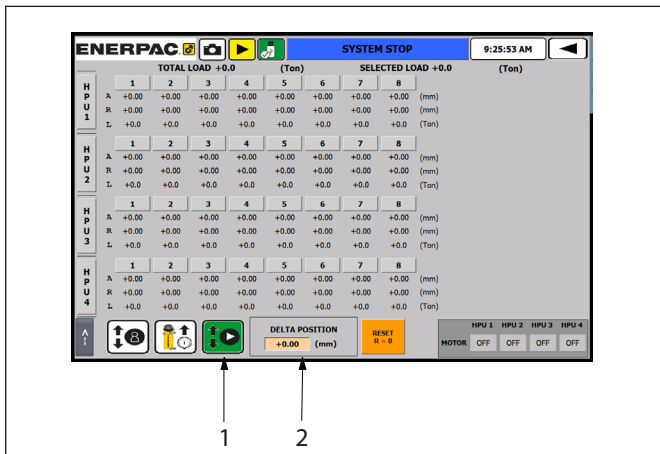 ENERPAC. SYSTEM STOP 9:25:53 AM
TOTAL LOAD +0.0 (Ton) SELECTED LOAD +0.0 (Ton)
HPU1 1 2 3 4 5 6 7 8
A +0.00 +0.00 +0.00 +0.00 +0.00 +0.00 +0.00 +0.00 (mm)
R +0.00 +0.00 +0.00 +0.00 +0.00 +0.00 +0.00 +0.00 (mm)
L +0.0 +0.0 +0.0 +0.0 +0.0 +0.0 +0.0 +0.0 (Ton)
HPU2 1 2 3 4 5 6 7 8
A +0.00 +0.00 +0.00 +0.00 +0.00 +0.00 +0.00 +0.00 (mm)
R +0.00 +0.00 +0.00 +0.00 +0.00 +0.00 +0.00 +0.00 (mm)
L +0.0 +0.0 +0.0 +0.0 +0.0 +0.0 +0.0 +0.0 (Ton)
HPU3 1 2 3 4 5 6 7 8
A +0.00 +0.00 +0.00 +0.00 +0.00 +0.00 +0.00 +0.00 (mm)
R +0.00 +0.00 +0.00 +0.00 +0.00 +0.00 +0.00 +0.00 (mm)
L +0.0 +0.0 +0.0 +0.0 +0.0 +0.0 +0.0 +0.0 (Ton)
HPU4 1 2 3 4 5 6 7 8
A +0.00 +0.00 +0.00 +0.00 +0.00 +0.00 +0.00 +0.00 (mm)
R +0.00 +0.00 +0.00 +0.00 +0.00 +0.00 +0.00 +0.00 (mm)
L +0.0 +0.0 +0.0 +0.0 +0.0 +0.0 +0.0 +0.0 (Ton)
DELTA POSITION
+0.00 (mm)
RESET
R = 0
HPU 1 HPU 2 HPU 3 HPU 4
MOTOR OFF OFF OFF OFF
1 2